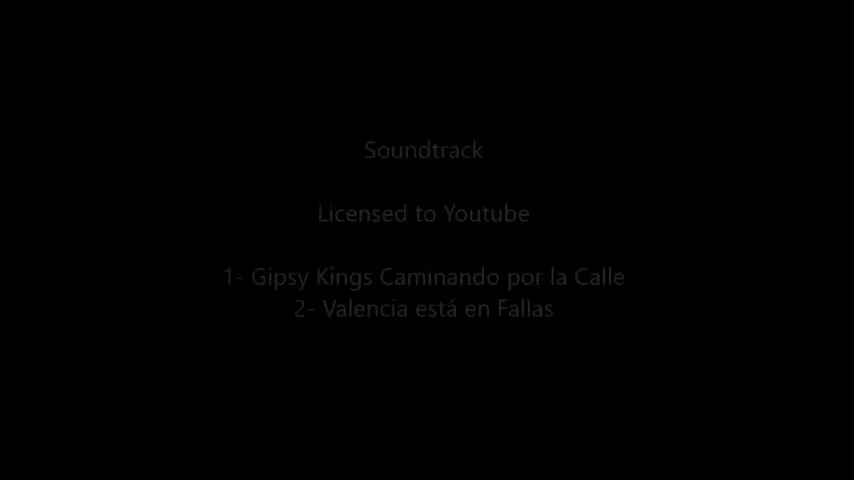 Soundtrack
Licensed to Youtube
1- Gipsy Kings Caminando por la Calle
2- Valencia está en Fallas